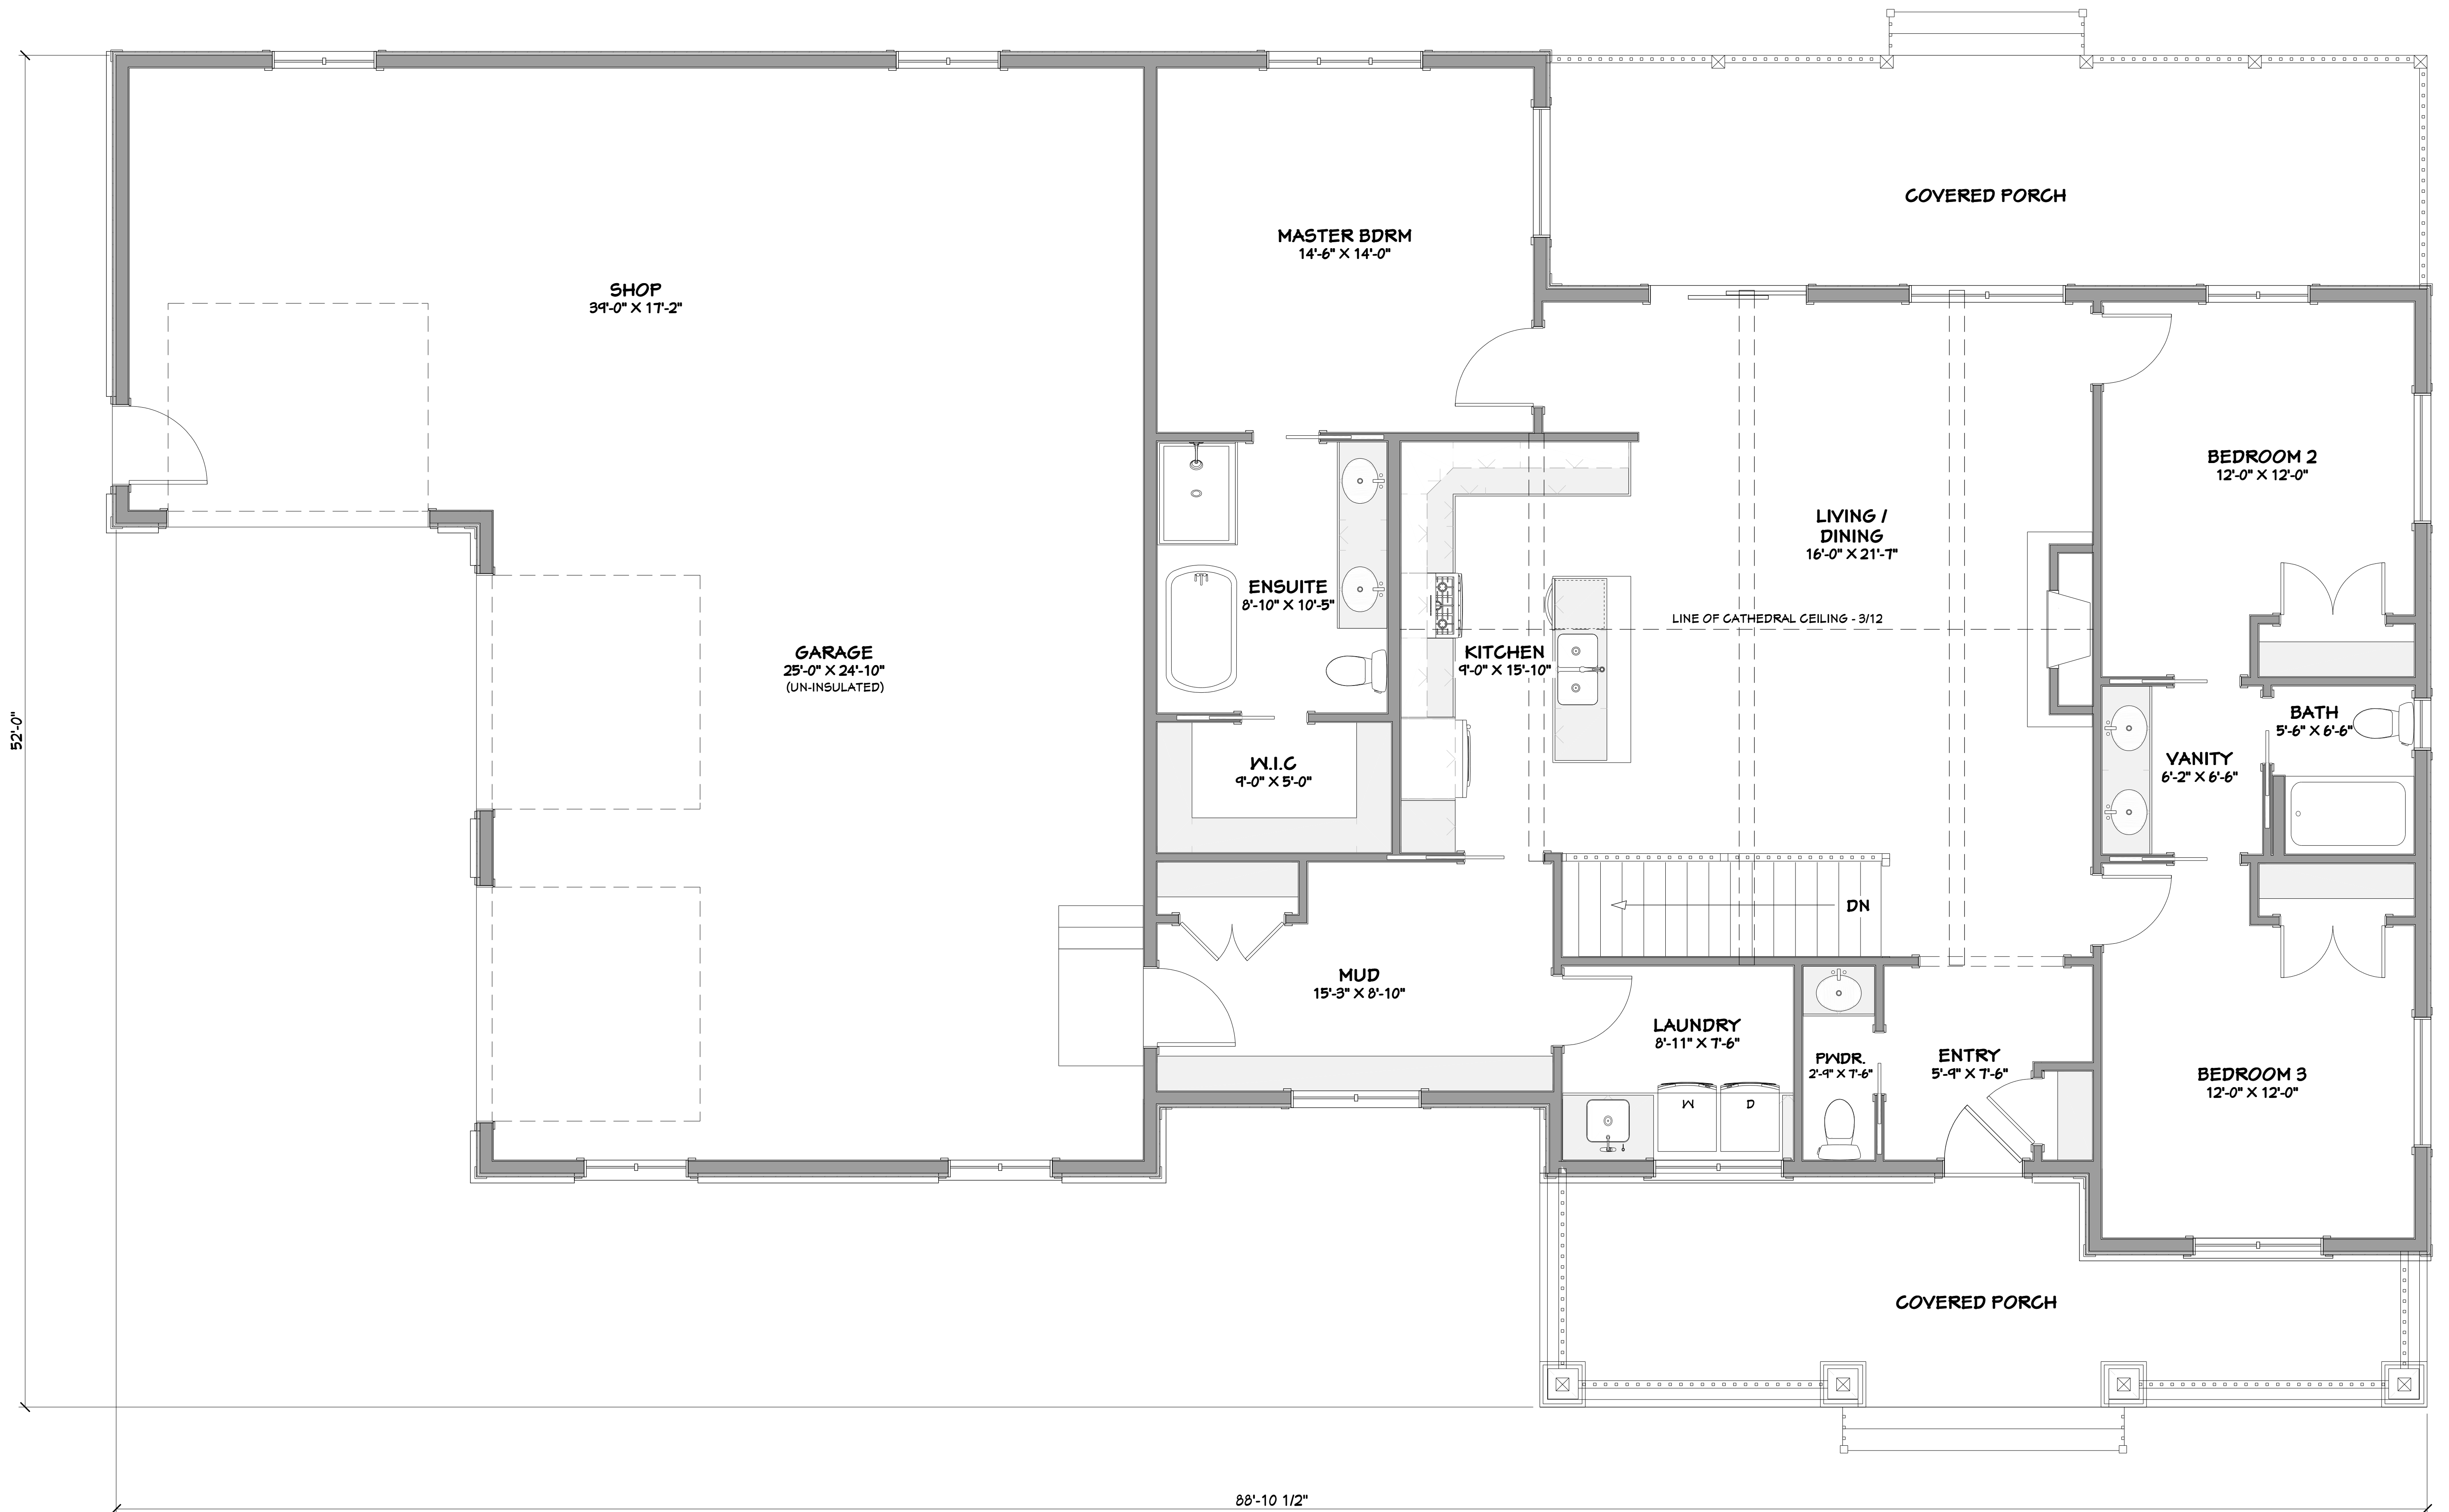 COVERED PORCH
MASTER BDRM
14'-6" X 14'-0"
SHOP
39'-0" X 17'-2"
BEDROOM 2
12'-0" X 12'-0"
LIVING /
DINING
16'-0" X 21'-7"
ENSUITE
8'-10" X 10'-5"
LINE OF CATHEDRAL CEILING - 3/12
GARAGE
25'-0" X 24'-10"
(UN-INSULATED)
KITCHEN
9'-0" X 15'-10"
52'-0"
BATH
5'-6" X 6'-6"
VANITY
6'-2" X 6'-6"
W.I.C
9'-0" X 5'-0"
DN
MUD
15'-3" X 8'-10"
LAUNDRY
8'-11" X 7'-6"
PWDR.
2'-9" X 7'-6"
ENTRY
5'-9" X 7'-6"
BEDROOM 3
12'-0" X 12'-0"
W
D
COVERED PORCH
88'-10 1/2"